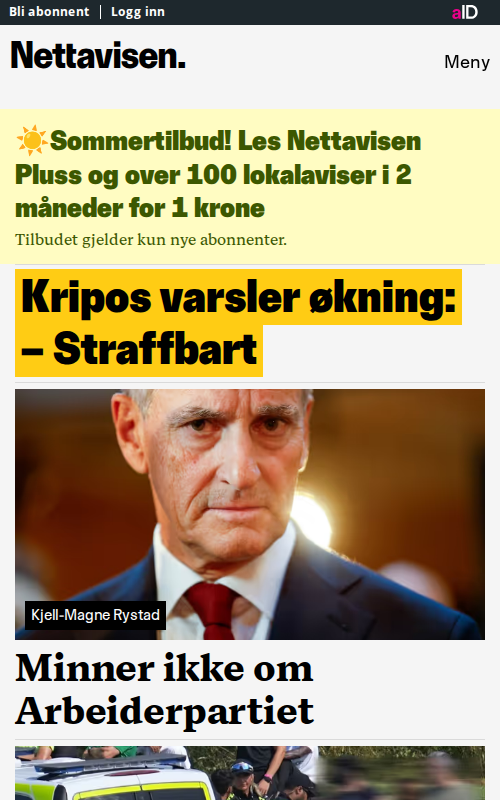 Bli abonnent | Logg inn
aID
Nettavisen.
Meny
☀️Sommertilbud! Les Nettavisen
Pluss og over 100 lokalaviser i 2
måneder for 1 krone
Tilbudet gjelder kun nye abonnenter.
Kripos varsler økning:
– Straffbart
Kjell-Magne Rystad
Minner ikke om
Arbeiderpartiet